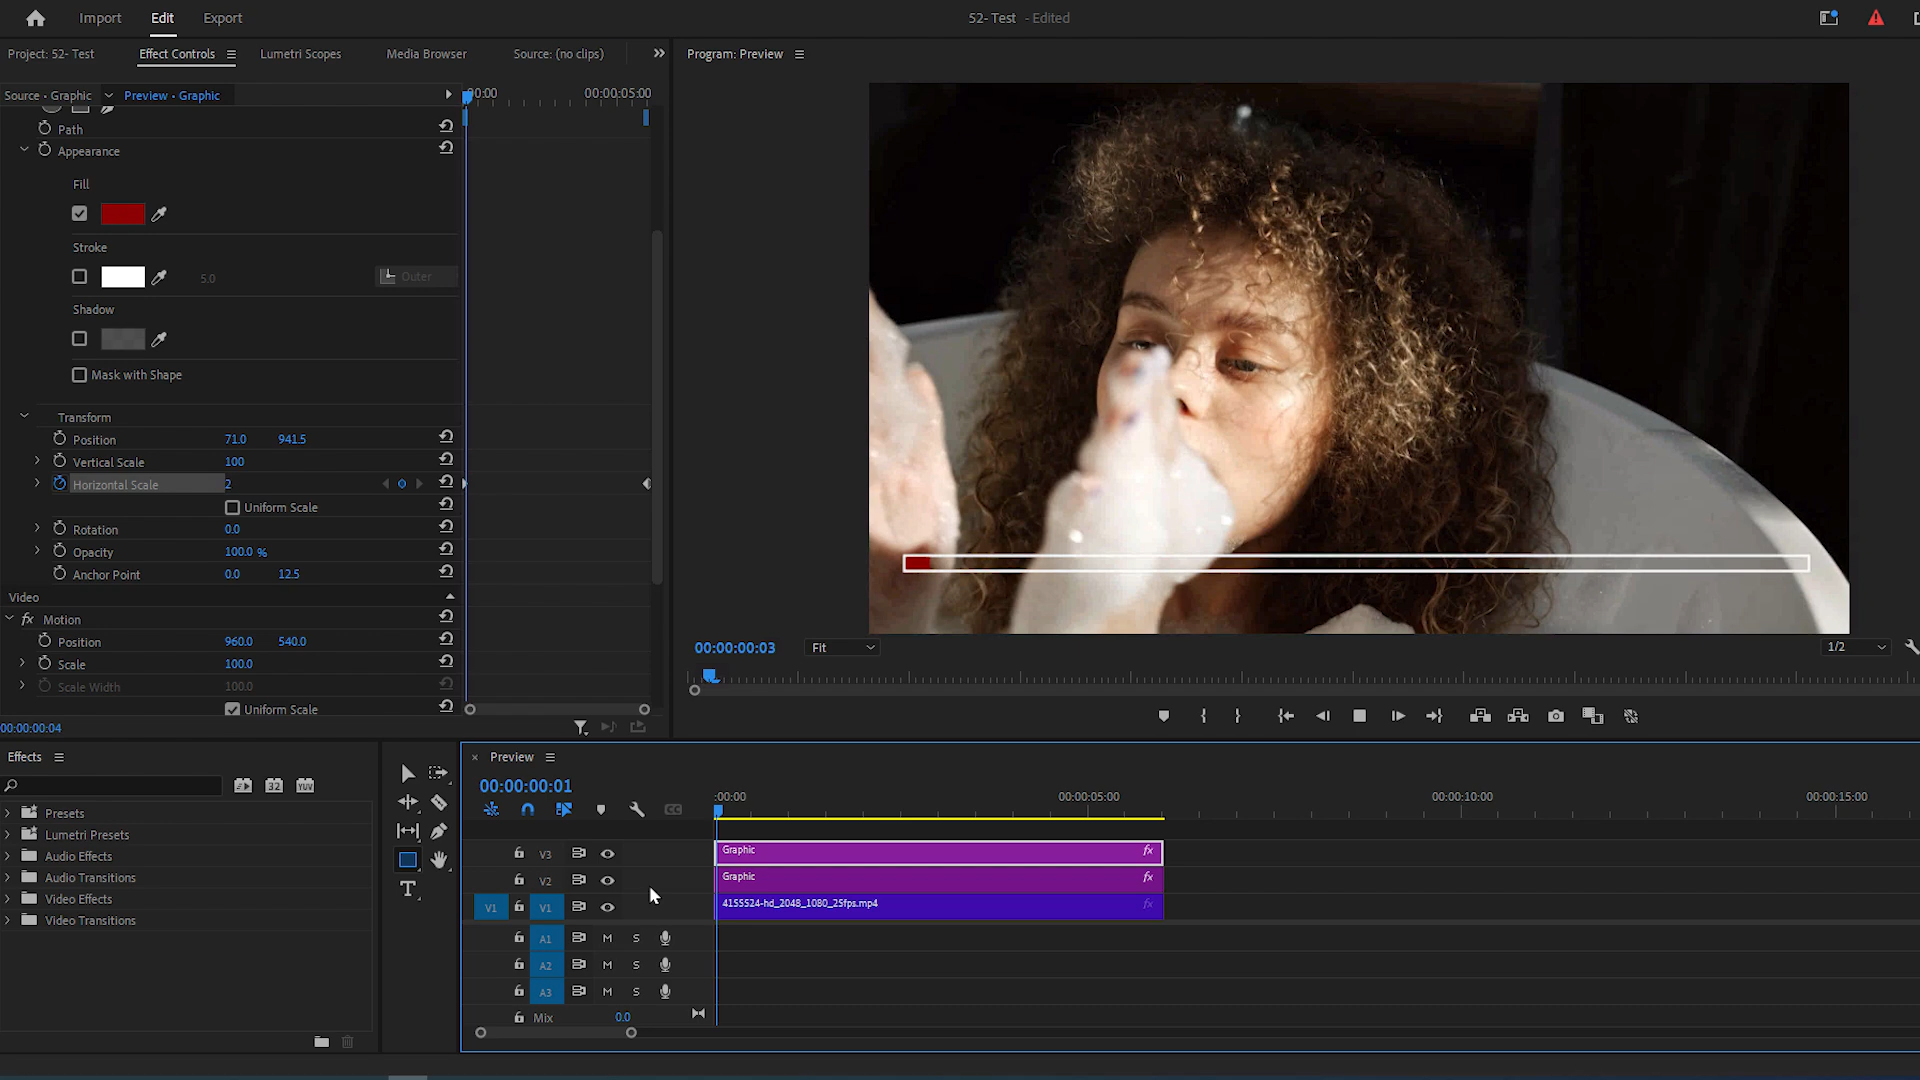 Import
Edit
Export
52- Test - Edited
Project: 52- Test
Effect Controls
Lumetri Scopes
Media Browser
Source: (no clips)
Program: Preview
Source · Graphic
Preview · Graphic
:00:00
00:00:05:00
Path
Appearance
Fill
Stroke
5.0
Outer
Shadow
Mask with Shape
Transform
Position 71.0 941.5
Vertical Scale 100
Horizontal Scale 2
Uniform Scale
Rotation 0.0
Opacity 100.0 %
Anchor Point 0.0 12.5
Video
fx Motion
Position 960.0 540.0
Scale 100.0
Scale Width 100.0
Uniform Scale
00:00:00:04
00:00:00:03
Fit
1/2
Effects
32
YUV
Presets
Lumetri Presets
Audio Effects
Audio Transitions
Video Effects
Video Transitions
Preview
00:00:00:01
CC
:00:00
00:00:05:00
00:00:10:00
00:00:15:00
V3
Graphic fx
V2
Graphic fx
V1 V1
4155524-hd_2048_1080_25fps.mp4 fx
A1 M S
A2 M S
A3 M S
Mix 0.0